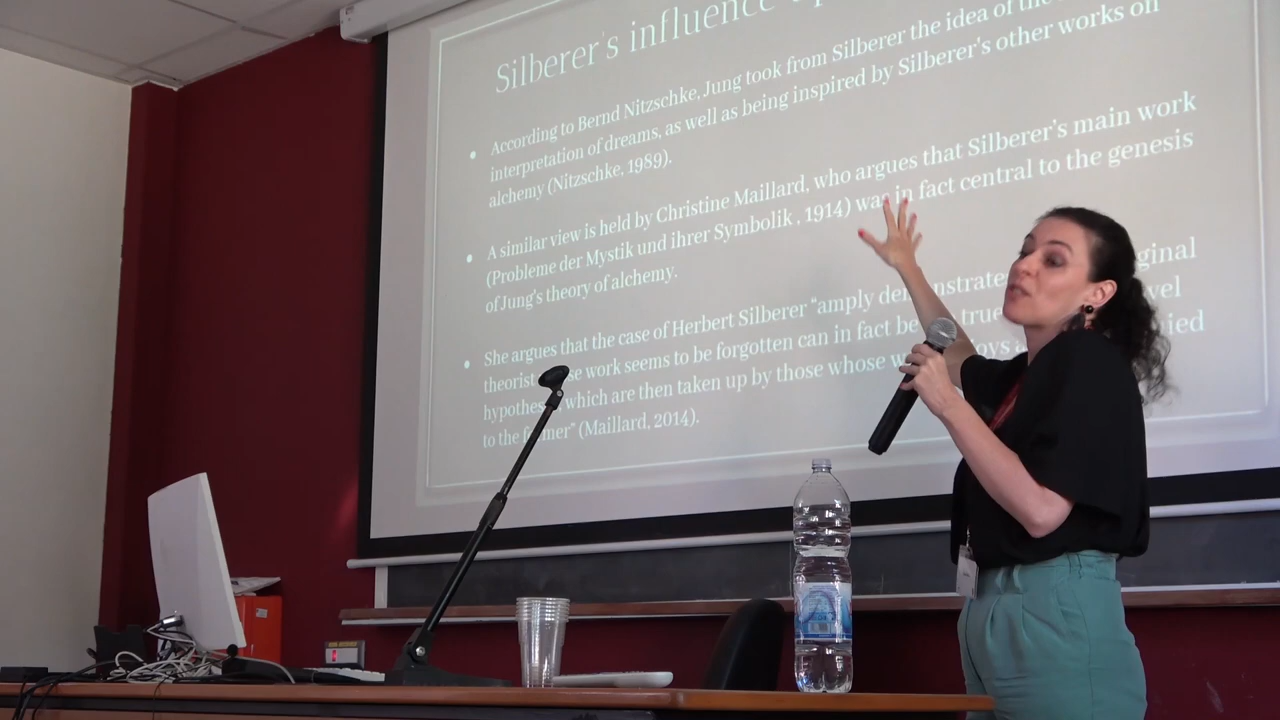 Silberer's influence
According to Bernd Nitzschke, Jung took from Silberer the idea of the
interpretation of dreams, as well as being inspired by Silberer's other works on
alchemy (Nitzschke, 1989).
A similar view is held by Christine Maillard, who argues that Silberer's main work
(Probleme der Mystik und ihrer Symbolik , 1914) was in fact central to the genesis
of Jung's theory of alchemy.
She argues that the case of Herbert Silberer "amply demonstrate
theorist work seems to be forgotten can in fact be true
which are then taken up by those whose
to the (Maillard, 2014).